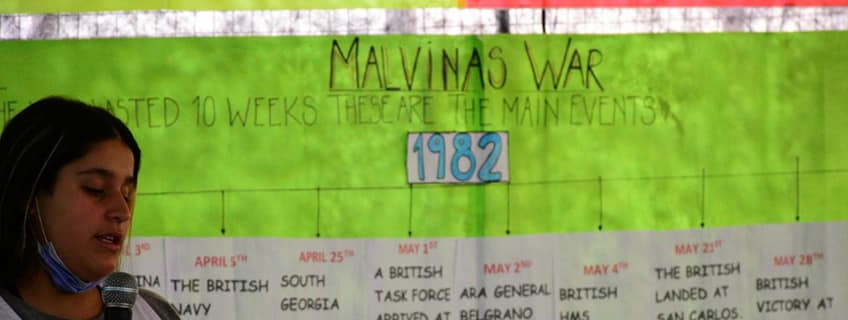 MALVINAS WAR
LASTED 10 WEEKS THESE ARE THE MAIN EVENTS
1982
3RD
APRIL 5TH
THE BRITISH
NAVY
APRIL 25TH
SOUTH
GEORGIA
MAY 1ST
A BRITISH
TASK FORCE
ARRIVED AT
MAY 2ND
ARA GENERAL
BELGRANO
MAY 4TH
BRITISH
HMS
MAY 21ST
THE BRITISH
LANDED AT
SAN CARLOS.
MAY 28TH
BRITISH
VICTORY AT